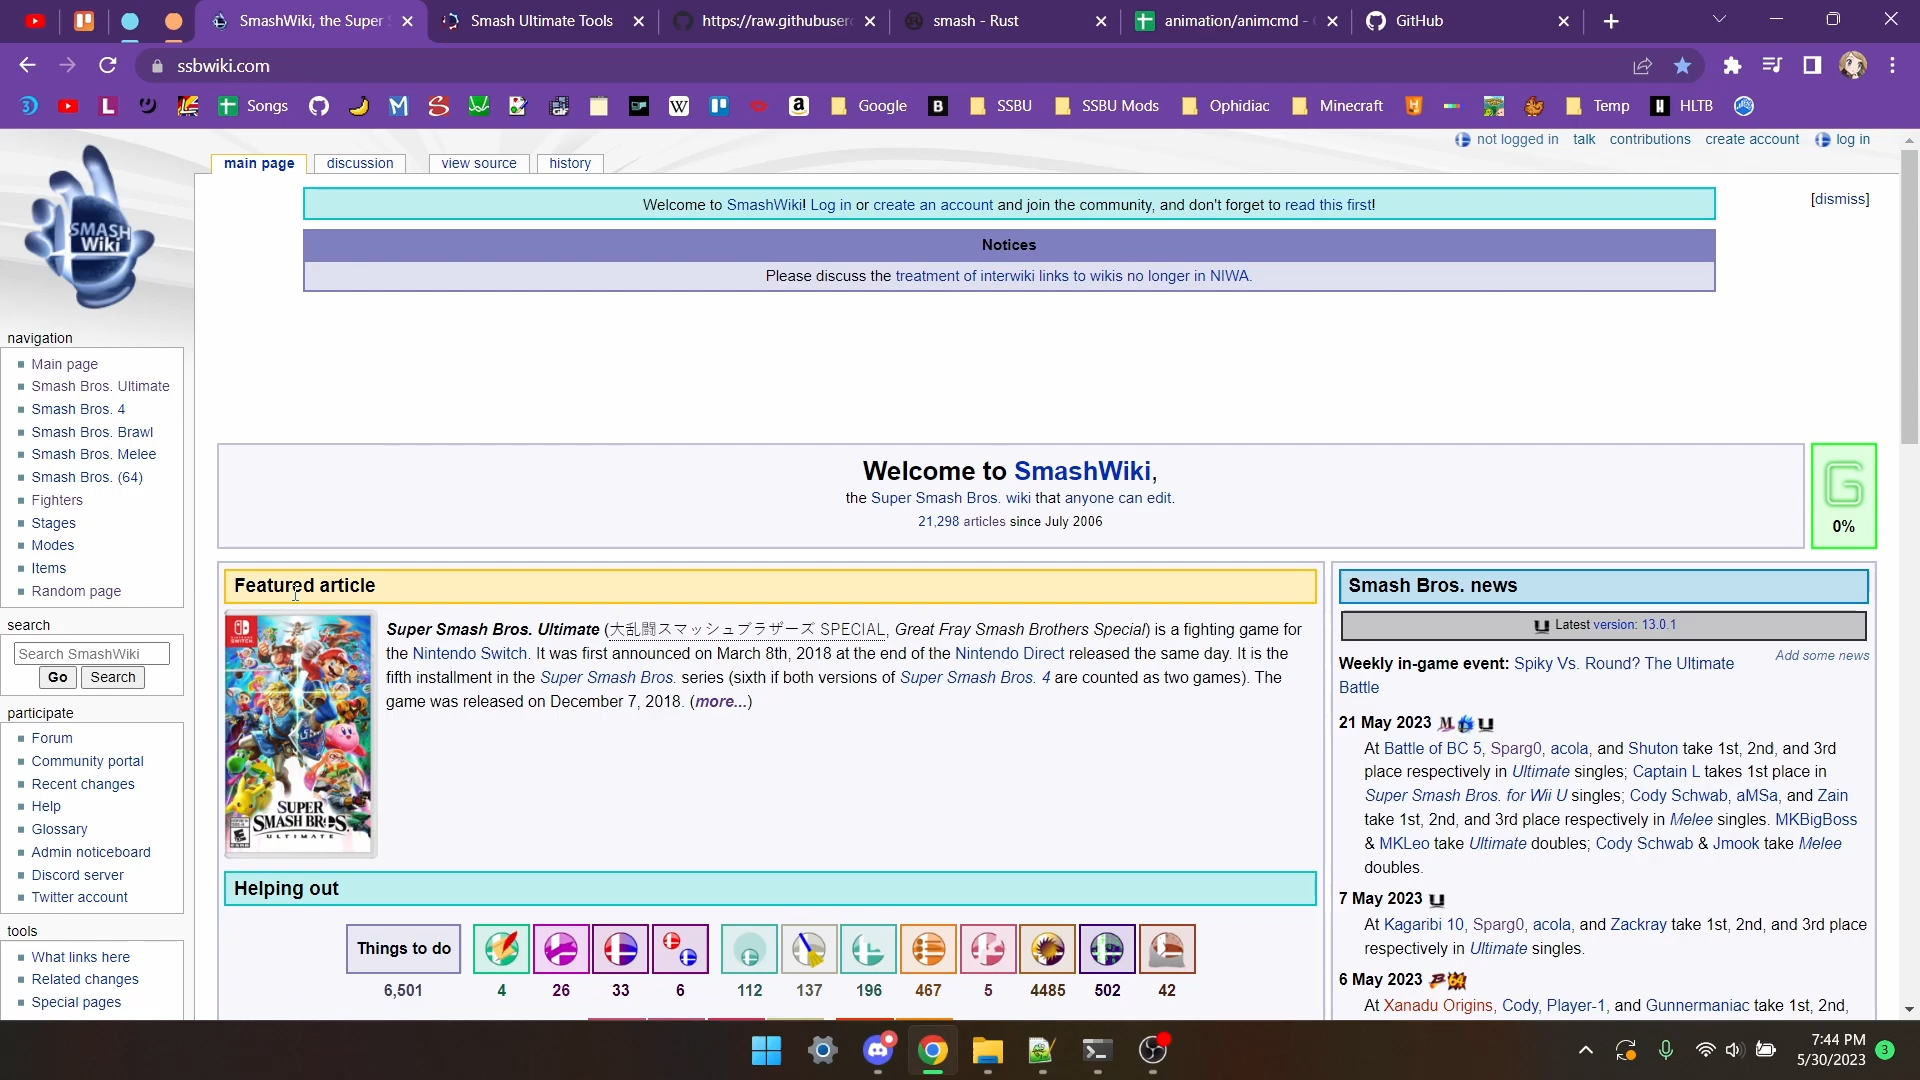 SmashWiki, the Super
Smash Ultimate Tools
https://raw.githubuserc
smash - Rust
animation/animcmd -
GitHub
ssbwiki.com
Songs
Google
SSBU
SSBU Mods
Ophidiac
Minecraft
Temp
HLTB
not logged in talk contributions create account log in
main page discussion view source history
Welcome to SmashWiki! Log in or create an account and join the community, and don't forget to read this first!
[dismiss]
Notices
Please discuss the treatment of interwiki links to wikis no longer in NIWA.
SMASH
Wiki
navigation
Main page
Smash Bros. Ultimate
Smash Bros. 4
Smash Bros. Brawl
Smash Bros. Melee
Smash Bros. (64)
Fighters
Stages
Modes
Items
Random page
search
Search SmashWiki
Go Search
participate
Forum
Community portal
Recent changes
Help
Glossary
Admin noticeboard
Discord server
Twitter account
tools
What links here
Related changes
Special pages
Welcome to SmashWiki,
the Super Smash Bros. wiki that anyone can edit.
21,298 articles since July 2006
G
0%
Featured article
Super Smash Bros. Ultimate (大乱闘スマッシュブラザーズ SPECIAL, Great Fray Smash Brothers Special) is a fighting game for
the Nintendo Switch. It was first announced on March 8th, 2018 at the end of the Nintendo Direct released the same day. It is the
fifth installment in the Super Smash Bros. series (sixth if both versions of Super Smash Bros. 4 are counted as two games). The
game was released on December 7, 2018. (more...)
SUPER
SMASH BROS.
ULTIMATE
Helping out
Things to do
6,501 4 26 33 6 112 137 196 467 5 4485 502 42
Smash Bros. news
Latest version: 13.0.1
Add some news
Weekly in-game event: Spiky Vs. Round? The Ultimate
Battle
21 May 2023
At Battle of BC 5, Sparg0, acola, and Shuton take 1st, 2nd, and 3rd
place respectively in Ultimate singles; Captain L takes 1st place in
Super Smash Bros. for Wii U singles; Cody Schwab, aMSa, and Zain
take 1st, 2nd, and 3rd place respectively in Melee singles. MKBigBoss
& MKLeo take Ultimate doubles; Cody Schwab & Jmook take Melee
doubles.
7 May 2023
At Kagaribi 10, Sparg0, acola, and Zackray take 1st, 2nd, and 3rd place
respectively in Ultimate singles.
6 May 2023
At Xanadu Origins, Cody, Player-1, and Gunnermaniac take 1st, 2nd,
7:44 PM
5/30/2023
3